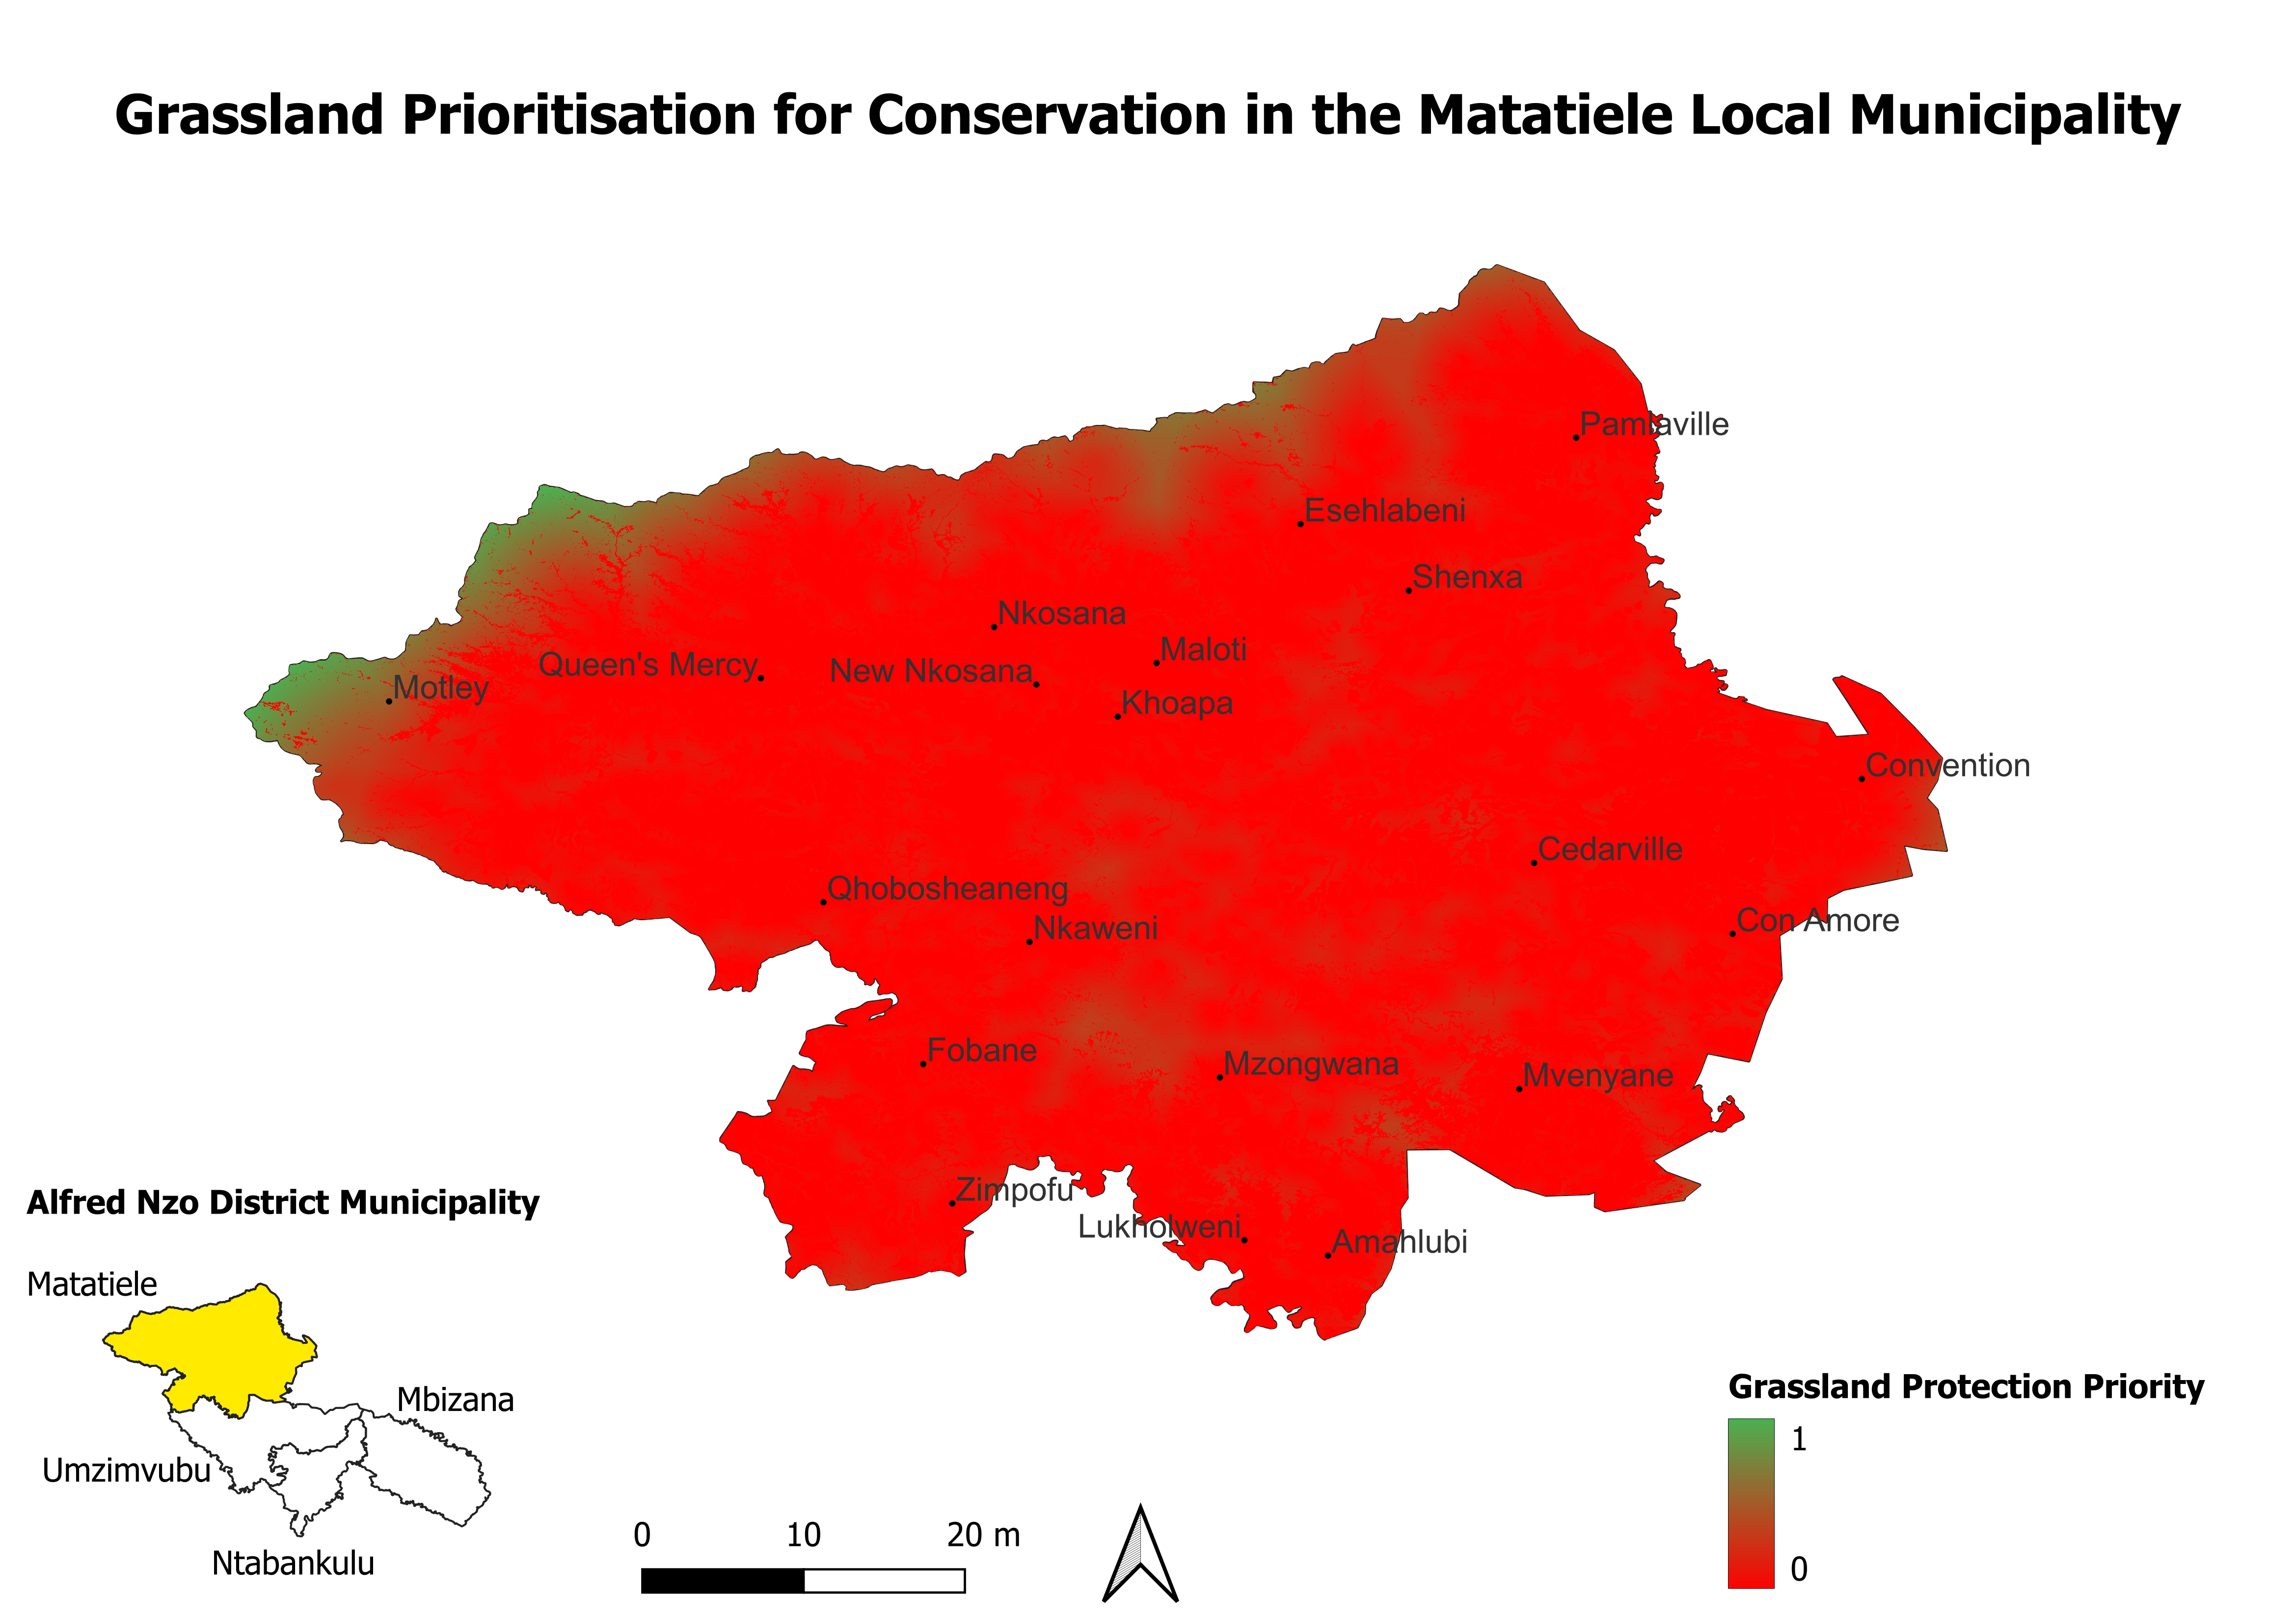 Grassland Prioritisation for Conservation in the Matatiele Local Municipality
Pamlaville
Esehlabeni
Shenxa
Nkosana
Maloti
Queen's Mercy
New Nkosana
Motley
Khoapa
Convention
Cedarville
Qhobosheaneng
Con Amore
Nkaweni
Fobane
Mzongwana
Mvenyane
Zimpofu
Lukholweni
Amahlubi
Alfred Nzo District Municipality
Matatiele
Mbizana
Umzimvubu
Ntabankulu
0 10 20 m
Grassland Protection Priority
1
0